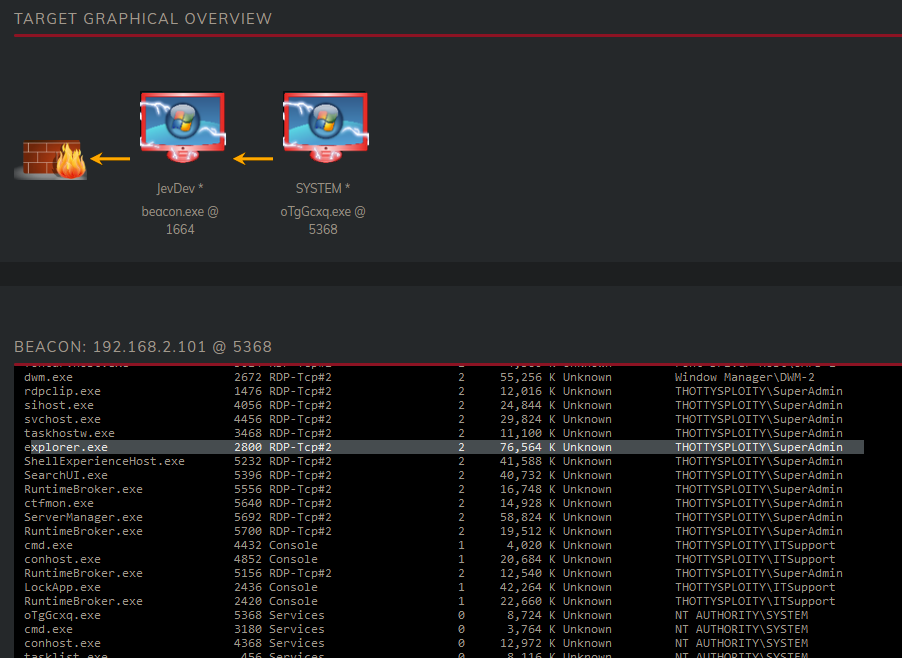 TARGET GRAPHICAL OVERVIEW
JevDev * SYSTEM *
beacon.exe @ oTgGcxq.exe @
1664 5368
BEACON: 192.168.2.101 @ 5368
dwm.exe 2672 RDP-Tcp#2 2 55,256 K Unknown Window Manager\DWM-2
rdpclip.exe 1476 RDP-Tcp#2 2 12,016 K Unknown THOTTYSPLOITY\SuperAdmin
sihost.exe 4056 RDP-Tcp#2 2 24,844 K Unknown THOTTYSPLOITY\SuperAdmin
svchost.exe 4456 RDP-Tcp#2 2 29,824 K Unknown THOTTYSPLOITY\SuperAdmin
taskhostw.exe 3468 RDP-Tcp#2 2 11,100 K Unknown THOTTYSPLOITY\SuperAdmin
explorer.exe 2800 RDP-Tcp#2 2 76,564 K Unknown THOTTYSPLOITY\SuperAdmin
ShellExperienceHost.exe 5232 RDP-Tcp#2 2 41,588 K Unknown THOTTYSPLOITY\SuperAdmin
SearchUI.exe 5396 RDP-Tcp#2 2 40,732 K Unknown THOTTYSPLOITY\SuperAdmin
RuntimeBroker.exe 5556 RDP-Tcp#2 2 16,748 K Unknown THOTTYSPLOITY\SuperAdmin
ctfmon.exe 5640 RDP-Tcp#2 2 14,928 K Unknown THOTTYSPLOITY\SuperAdmin
ServerManager.exe 5692 RDP-Tcp#2 2 58,824 K Unknown THOTTYSPLOITY\SuperAdmin
RuntimeBroker.exe 5700 RDP-Tcp#2 2 19,512 K Unknown THOTTYSPLOITY\SuperAdmin
cmd.exe 4432 Console 1 4,020 K Unknown THOTTYSPLOITY\ITSupport
conhost.exe 4852 Console 1 20,684 K Unknown THOTTYSPLOITY\ITSupport
RuntimeBroker.exe 5156 RDP-Tcp#2 2 12,540 K Unknown THOTTYSPLOITY\SuperAdmin
LockApp.exe 2436 Console 1 42,264 K Unknown THOTTYSPLOITY\ITSupport
RuntimeBroker.exe 2420 Console 1 22,660 K Unknown THOTTYSPLOITY\ITSupport
oTgGcxq.exe 5368 Services 0 8,724 K Unknown NT AUTHORITY\SYSTEM
cmd.exe 3180 Services 0 3,764 K Unknown NT AUTHORITY\SYSTEM
conhost.exe 4368 Services 0 12,972 K Unknown NT AUTHORITY\SYSTEM
tasklist.exe 456 Services 0 8,116 K Unknown NT AUTHORITY\SYSTEM